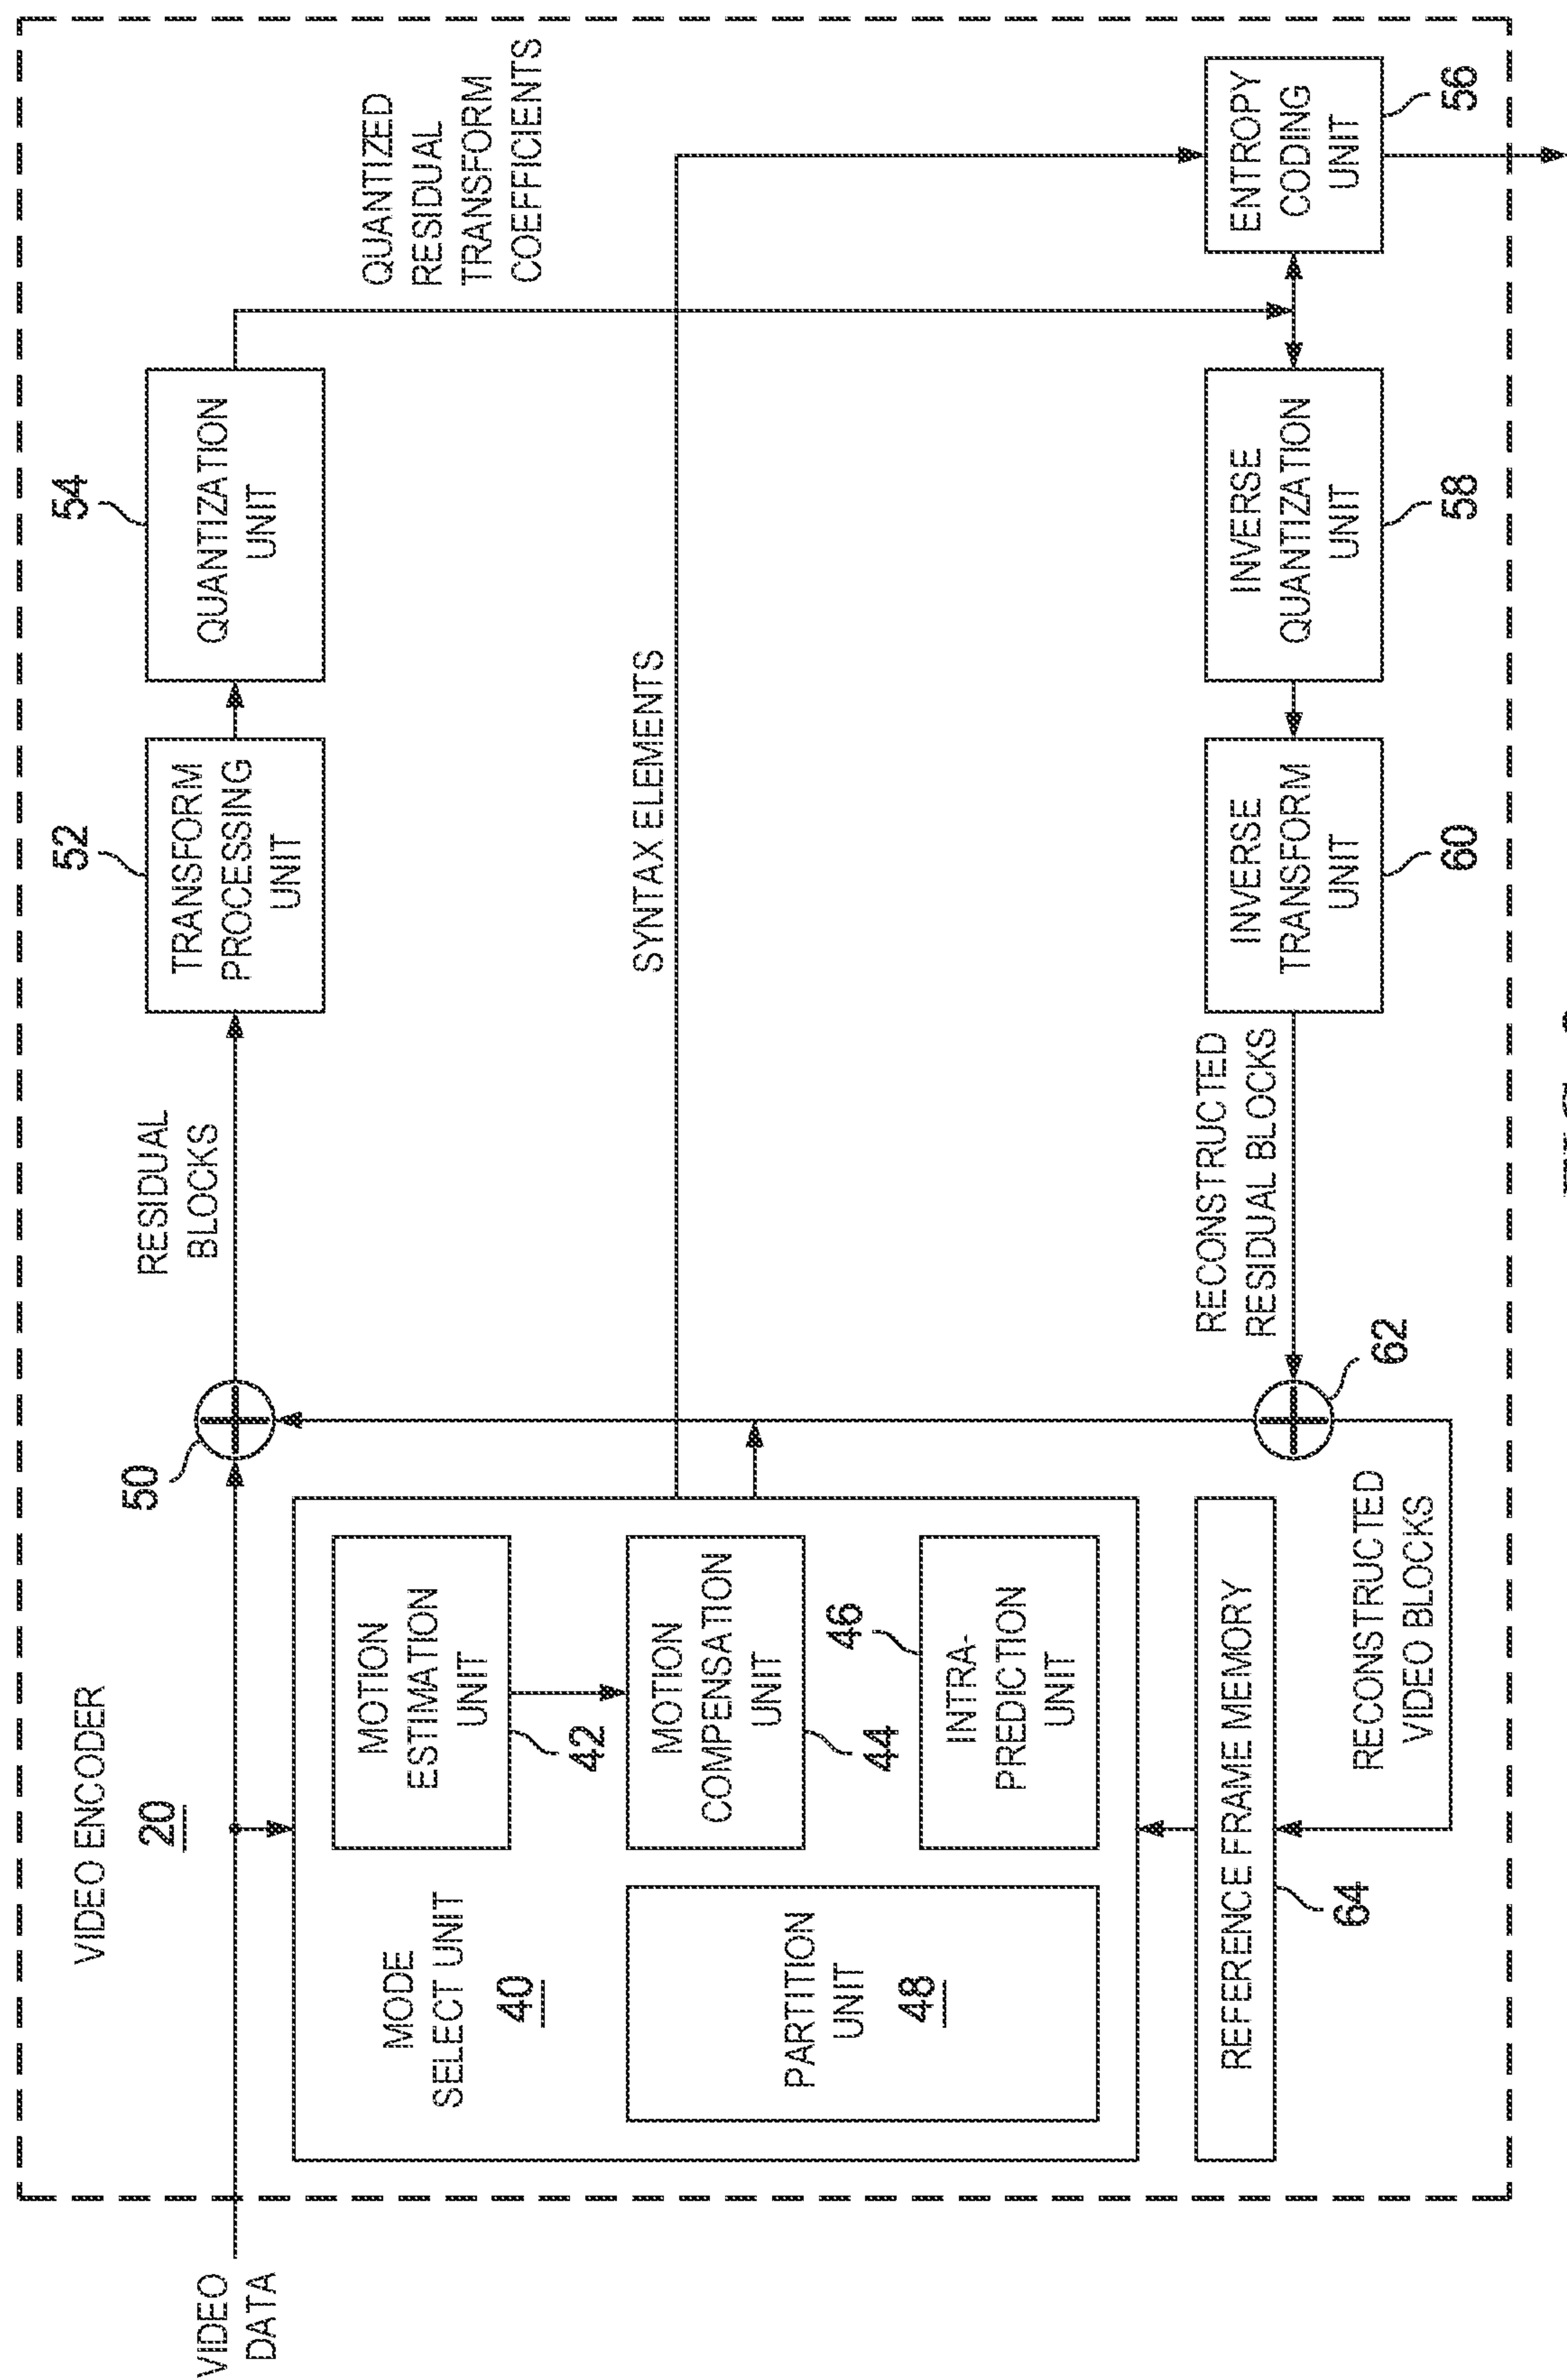 VIDEO ENCODER
20
VIDEO
DATA
50
RESIDUAL
BLOCKS
52
TRANSFORM
PROCESSING
UNIT
54
QUANTIZATION
UNIT
QUANTIZED
RESIDUAL
TRANSFORM
COEFFICIENTS
MODE
SELECT UNIT
40
MOTION
ESTIMATION
UNIT
42
MOTION
COMPENSATION
UNIT
44
46
INTRA-
PREDICTION
UNIT
PARTITION
UNIT
48
SYNTAX ELEMENTS
REFERENCE FRAME MEMORY
64
RECONSTRUCTED
VIDEO BLOCKS
62
RECONSTRUCTED
RESIDUAL BLOCKS
INVERSE
TRANSFORM
UNIT
60
INVERSE
QUANTIZATION
UNIT
58
ENTROPY
CODING
UNIT
56